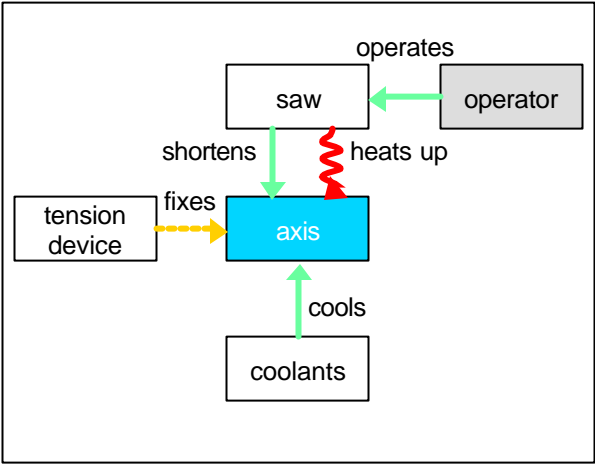 operates
saw
operator
shortens
heats up
fixes
tension
device
axis
cools
coolants